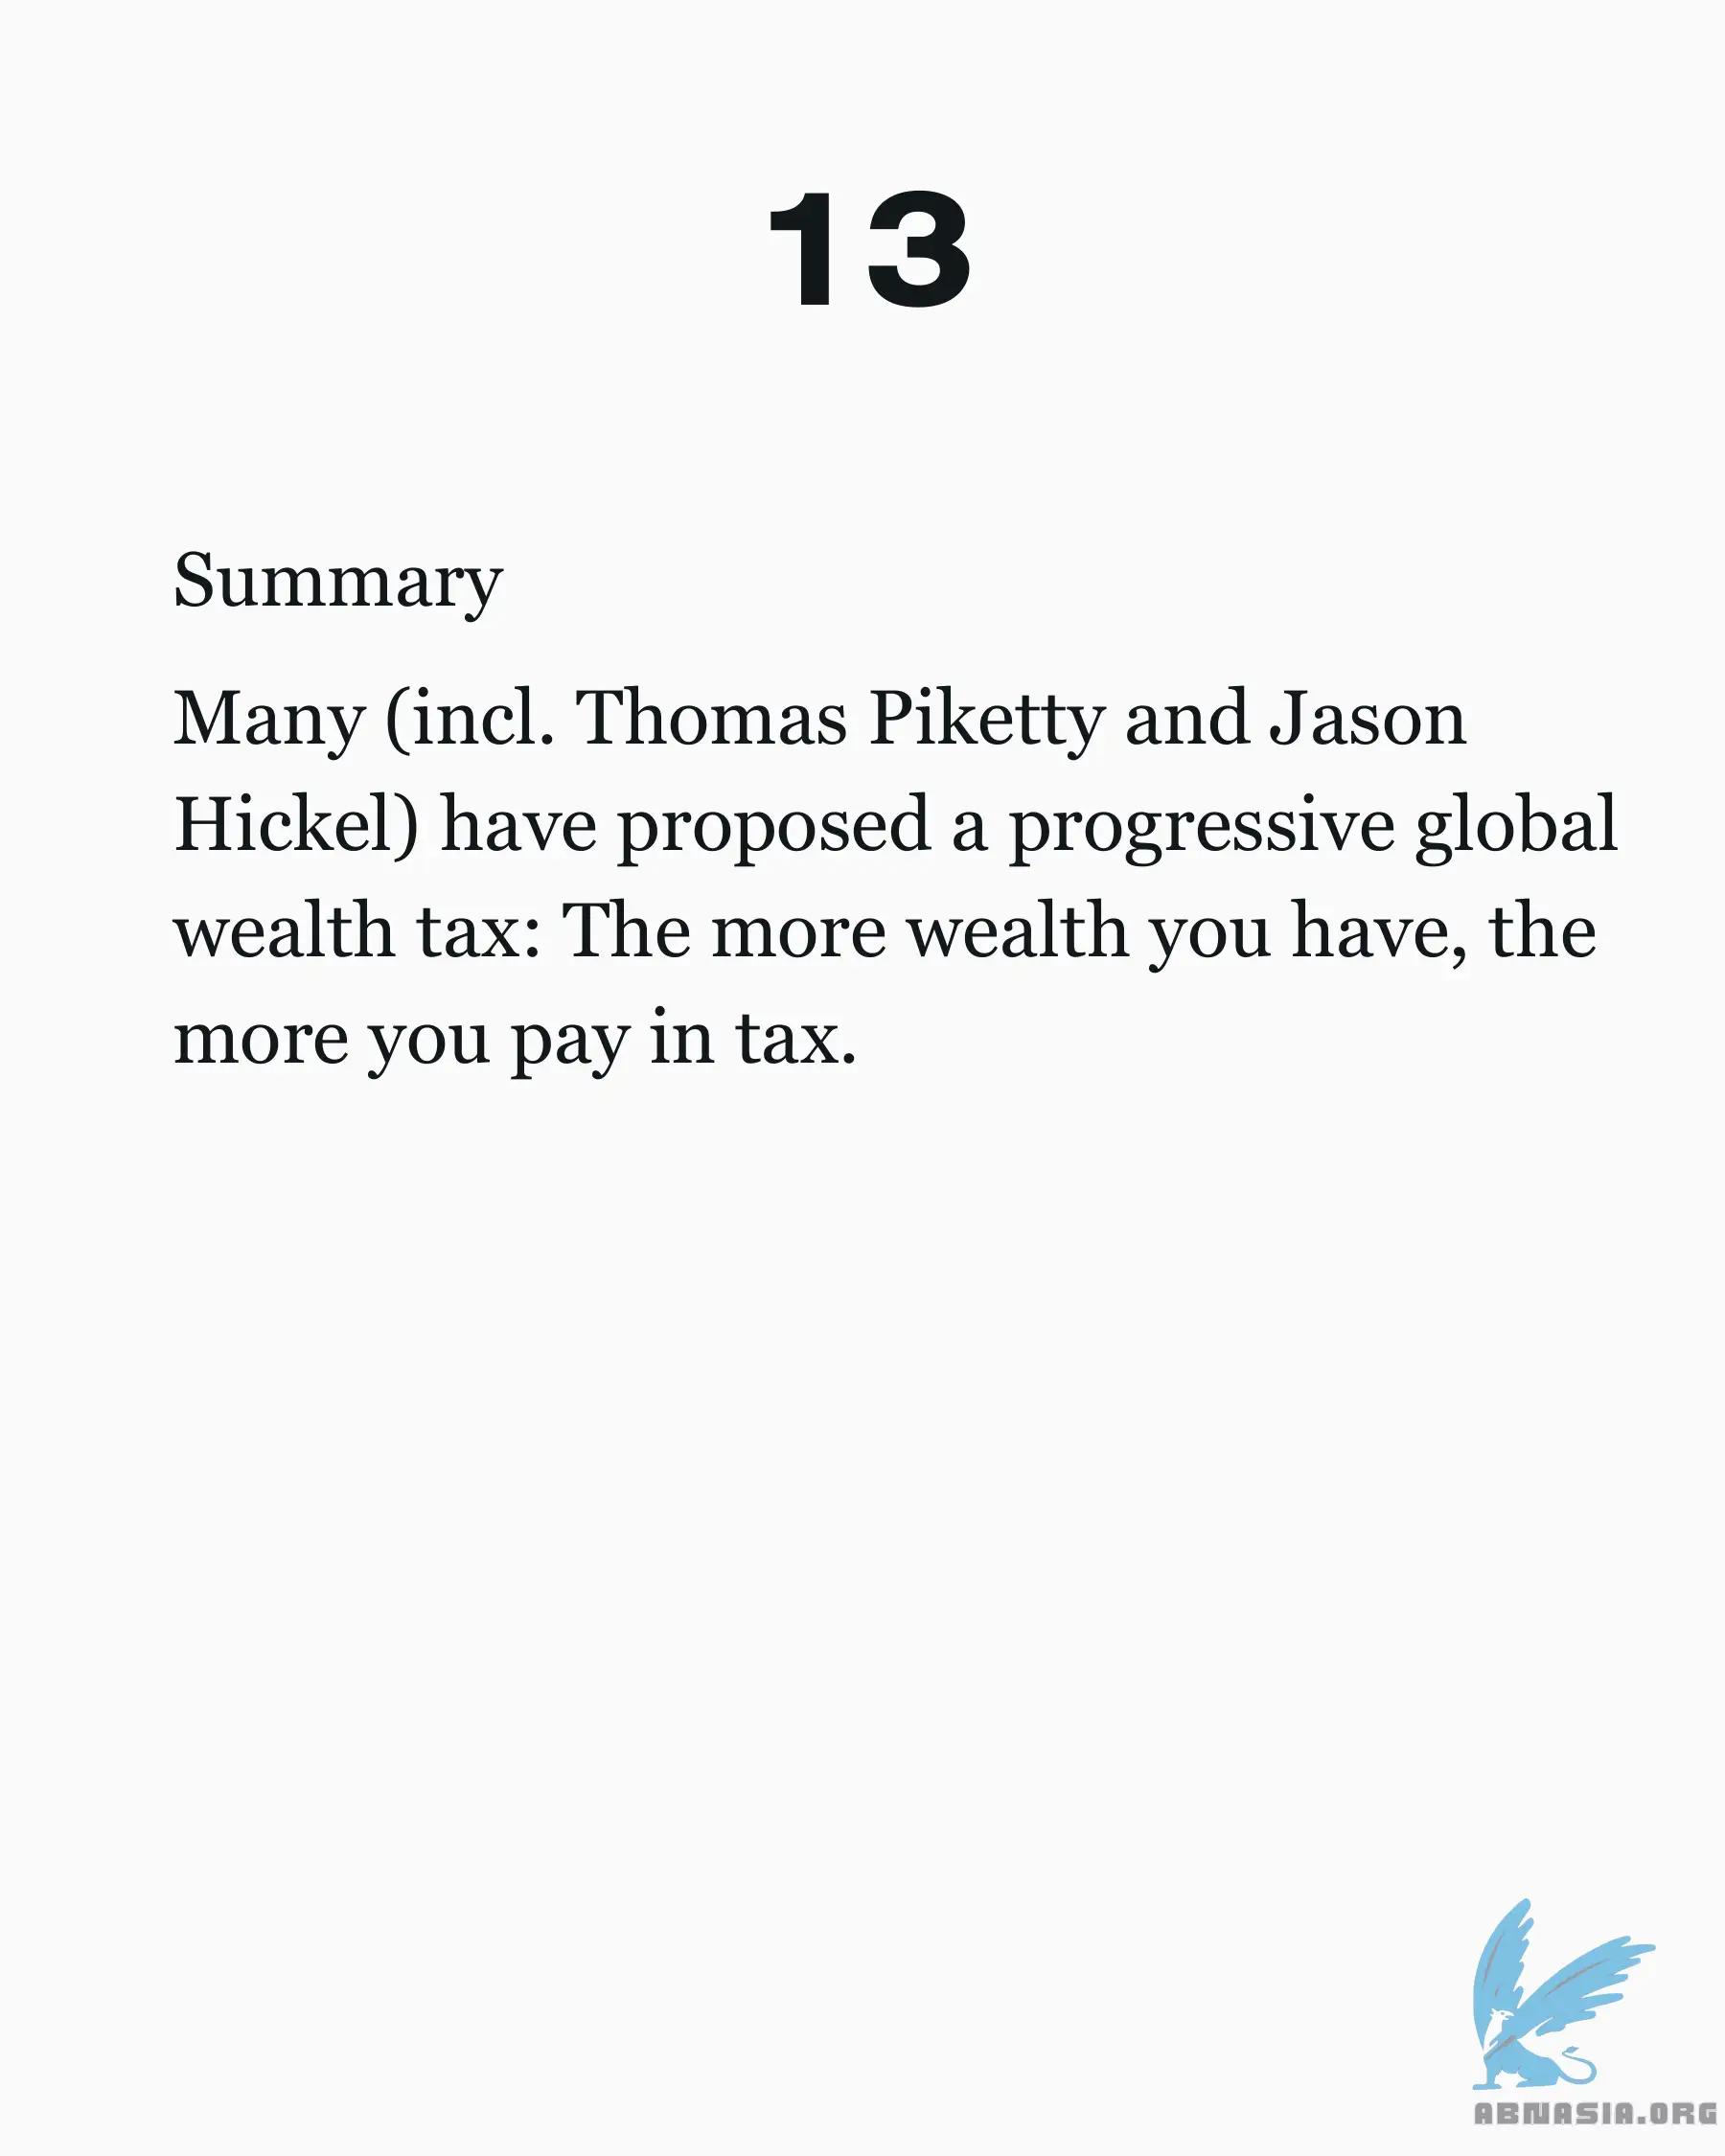 13
Summary
Many (incl. Thomas Piketty and Jason
Hickel) have proposed a progressive global
wealth tax: The more wealth you have, the
more you pay in tax.
ABNASIA.ORG